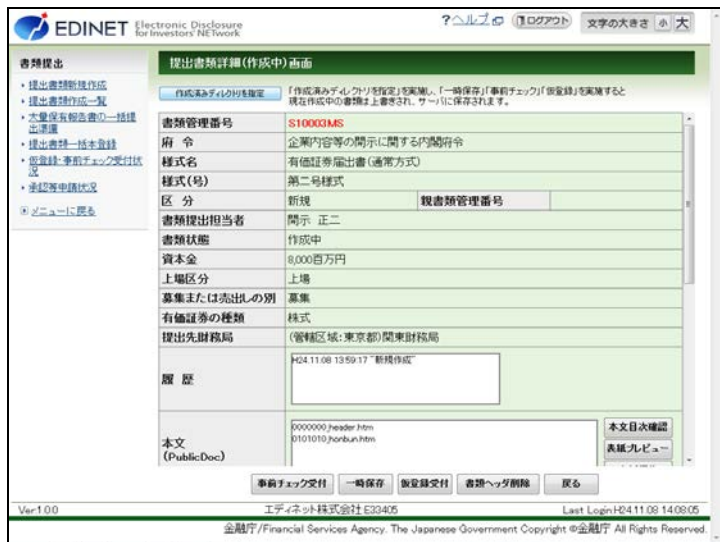 EDINET Electronic Disclosure
for Investors' NETwork
?ヘルプ ログアウト 文字の大きさ 小 大
書類提出
・提出書類新規作成
・提出書類作成一覧
・大量保有報告書の一括提
出準備
・提出書類一括本登録
・仮登録・事前チェック受付状
況
・承認等申請状況
メニューに戻る
提出書類詳細(作成中)画面
作成済みディレクトリを指定
「作成済みディレクトリを指定」を実施し、「一時保存」「事前チェック」「仮登録」を実施すると
現在作成中の書類は上書きされ、サーバに保存されます。
書類管理番号 S10003MS
府 令 企業内容等の開示に関する内閣府令
様式名 有価証券届出書(通常方式)
様式(号) 第二号様式
区 分 新規 親書類管理番号
書類提出担当者 開示 正二
書類状態 作成中
資本金 8,000百万円
上場区分 上場
募集または売出しの別 募集
有価証券の種類 株式
提出先財務局 (管轄区域:東京都)関東財務局
履 歴 H24.11.08 13:59:17 "新規作成"
本文
(PublicDoc)
0000000_header.htm
0101010_honbun.htm
本文目次確認
表紙プレビュー
事前チェック受付 一時保存 仮登録受付 書類ヘッダ削除 戻る
Ver.1.0.0 エディネット株式会社 E33405 Last Login:H24.11.08 14:08:05
金融庁/Financial Services Agency. The Japanese Government Copyright ©金融庁 All Rights Reserved.